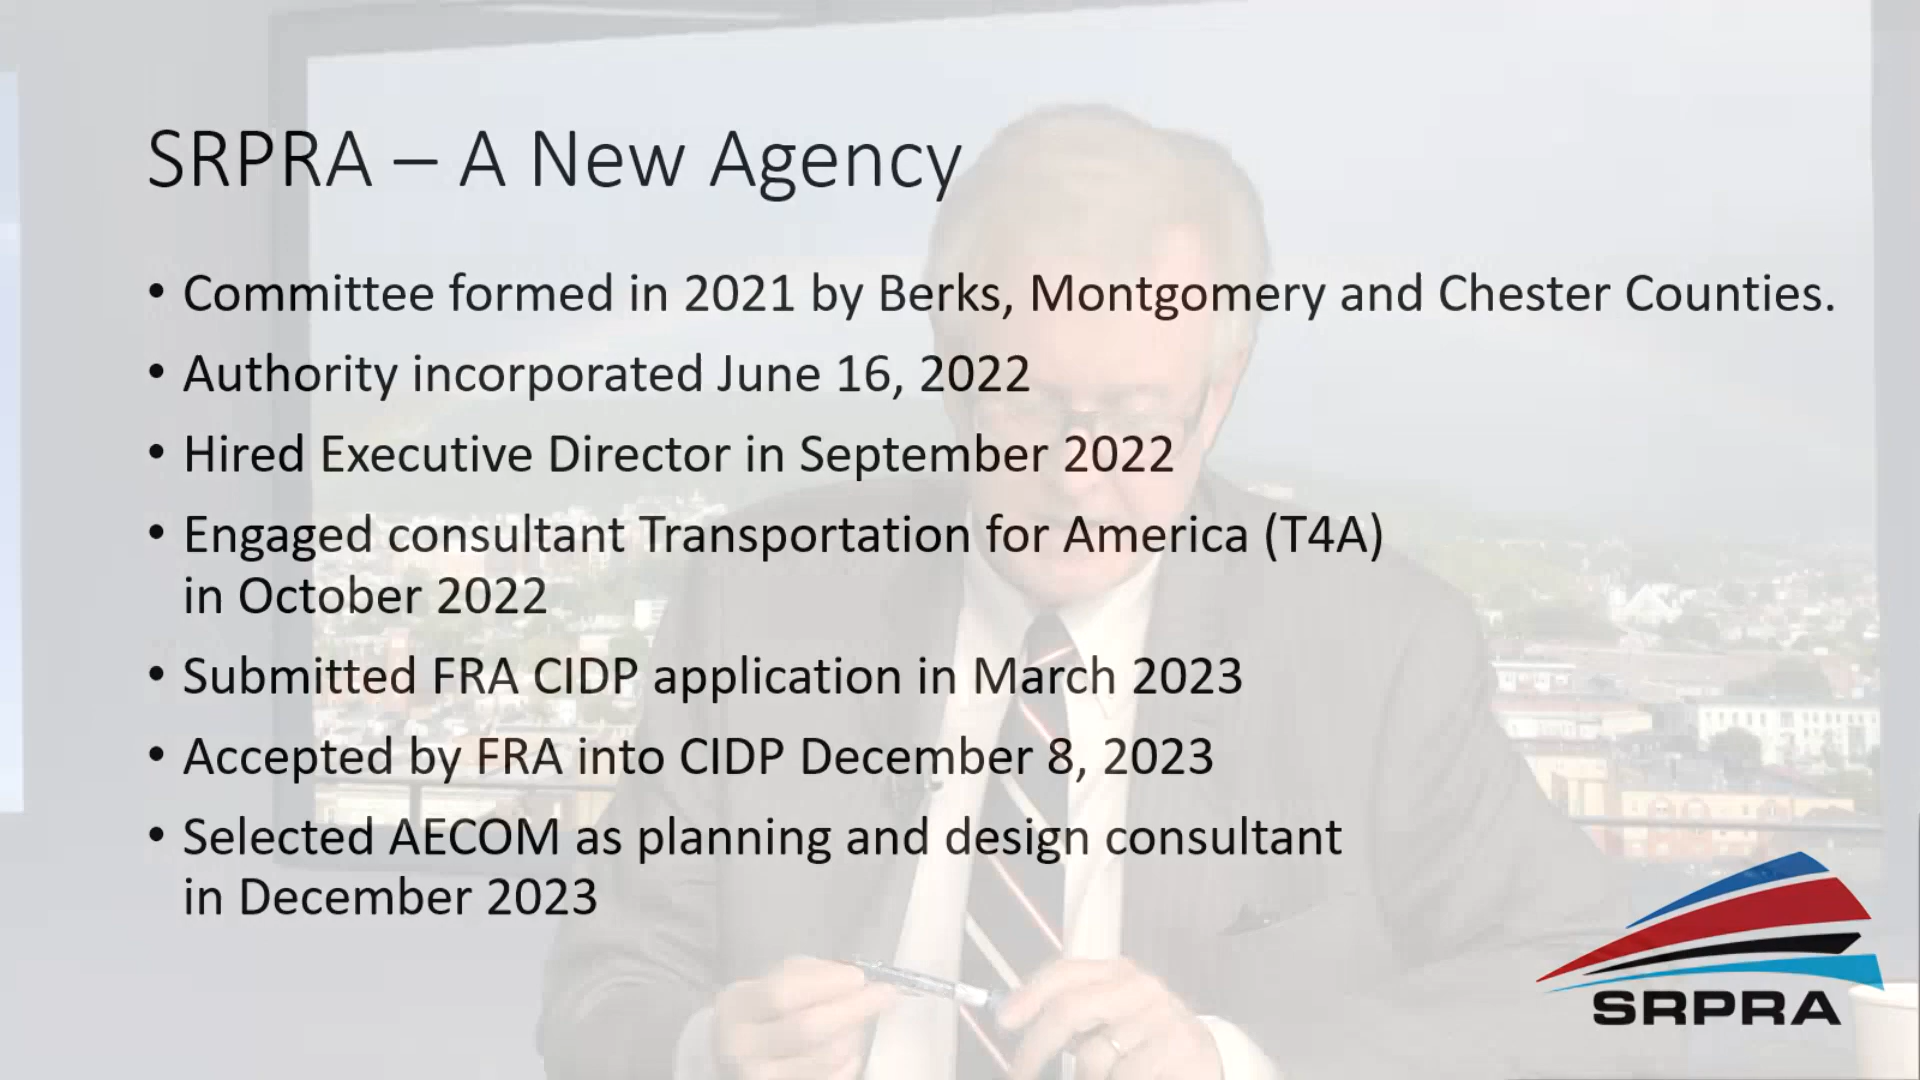 SRPRA – A New Agency
• Committee formed in 2021 by Berks, Montgomery and Chester Counties.
• Authority incorporated June 16, 2022
• Hired Executive Director in September 2022
• Engaged consultant Transportation for America (T4A)
in October 2022
• Submitted FRA CIDP application in March 2023
• Accepted by FRA into CIDP December 8, 2023
• Selected AECOM as planning and design consultant
in December 2023
SRPRA